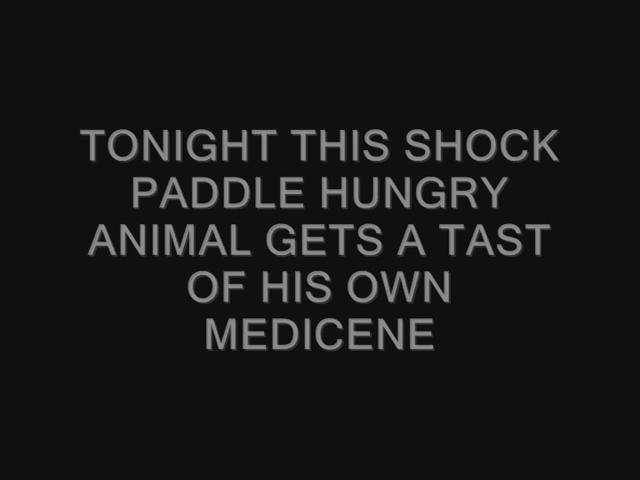 TONIGHT THIS SHOCK
PADDLE HUNGRY
ANIMAL GETS A TAST
OF HIS OWN
MEDICENE